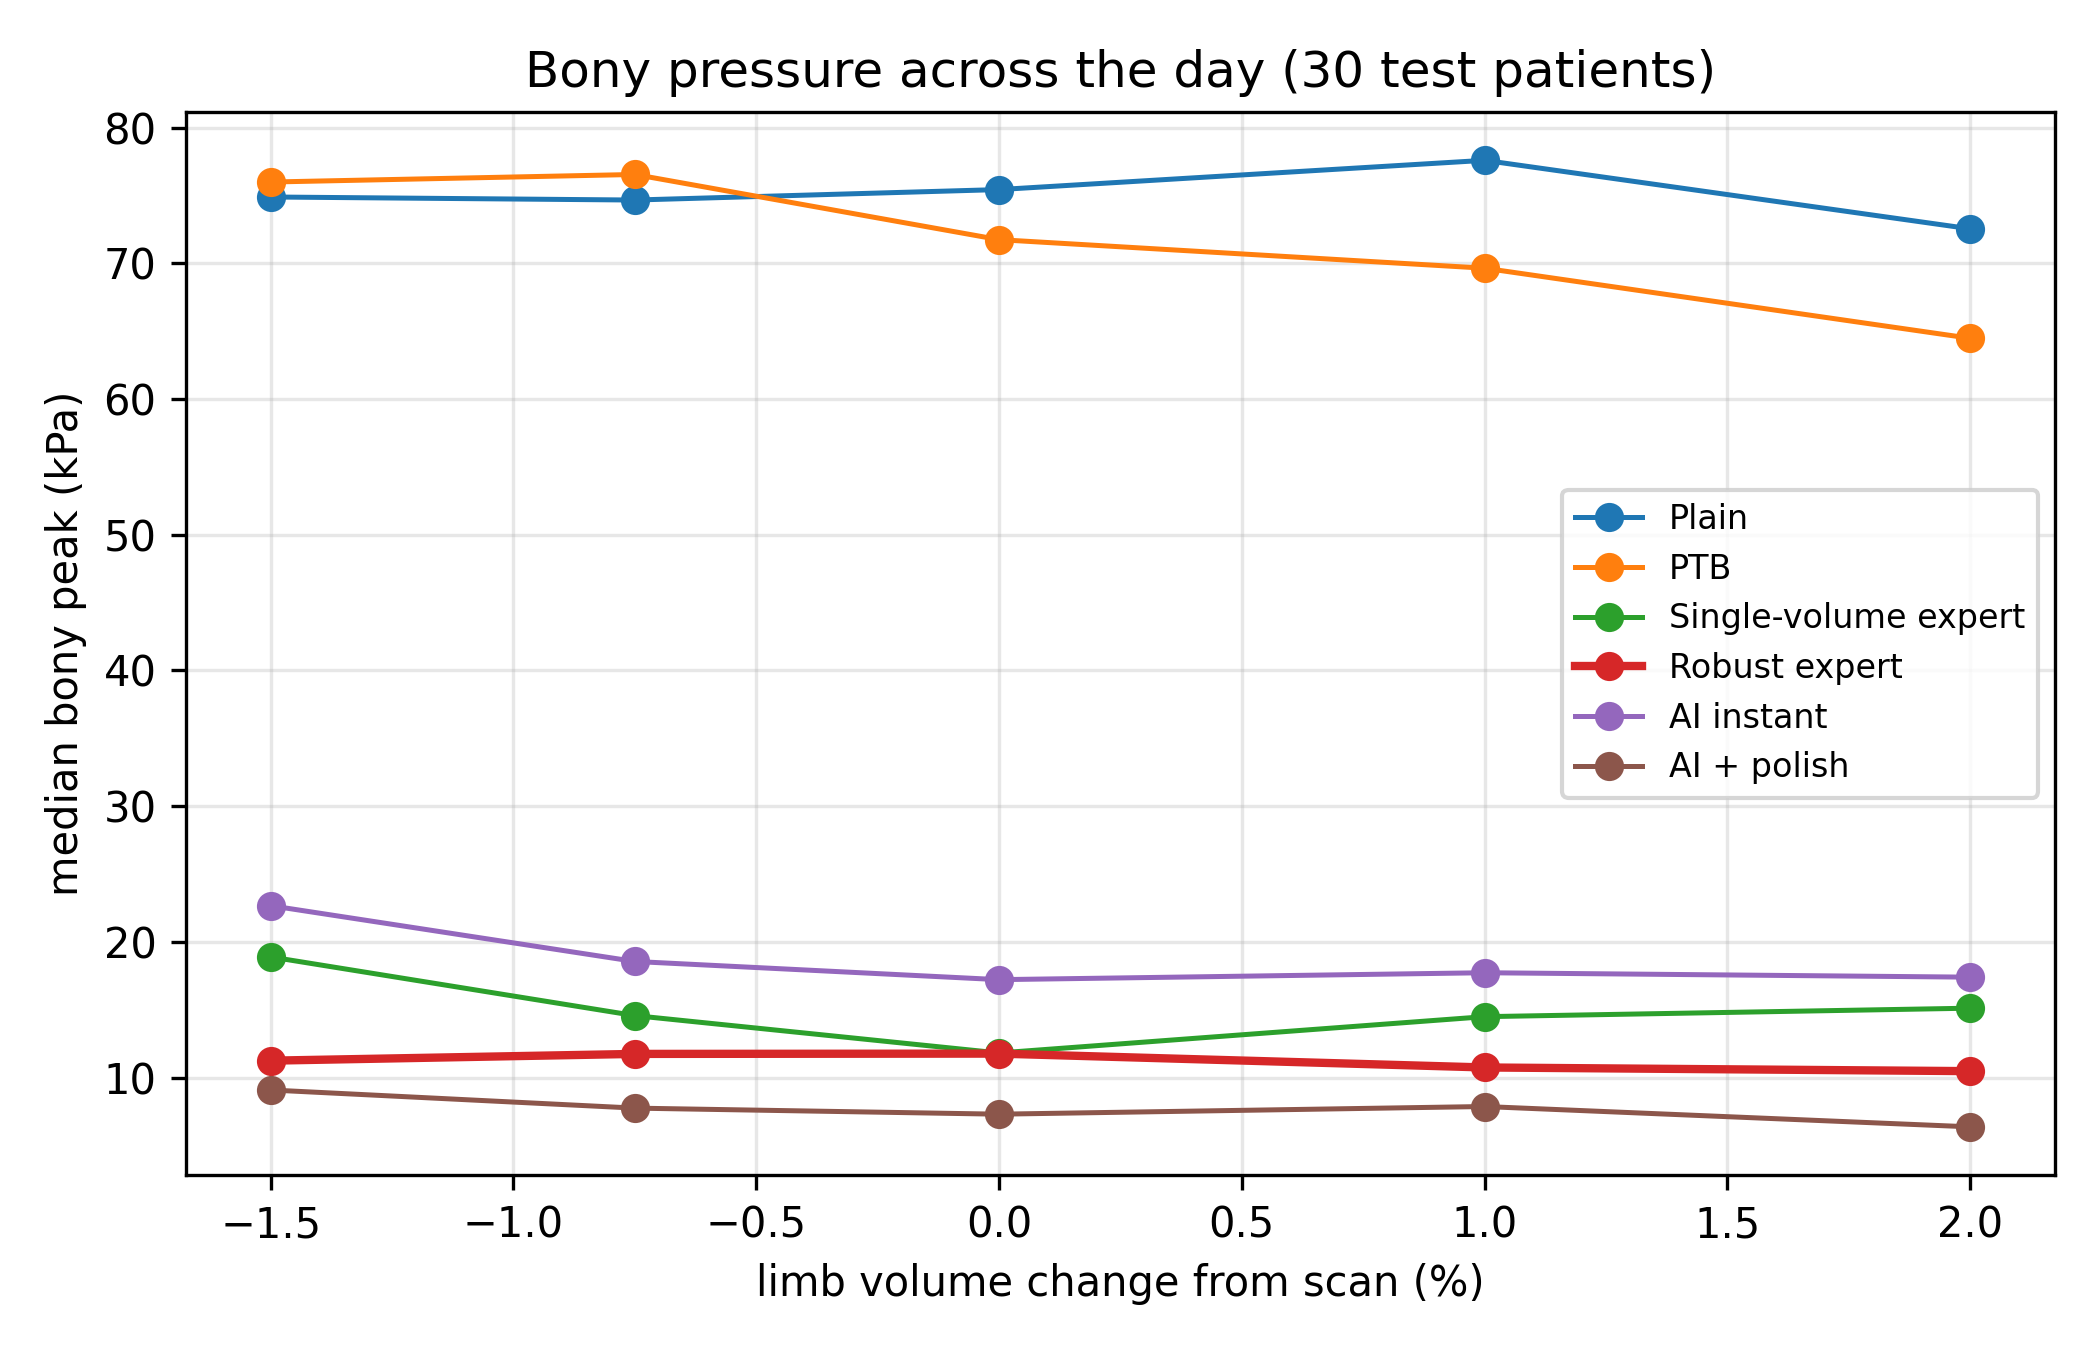 Bony pressure across the day (30 test patients)
median bony peak (kPa)
80
70
60
50
40
30
20
10
Plain
PTB
Single-volume expert
Robust expert
AI instant
AI + polish
−1.5 −1.0 −0.5 0.0 0.5 1.0 1.5 2.0
limb volume change from scan (%)